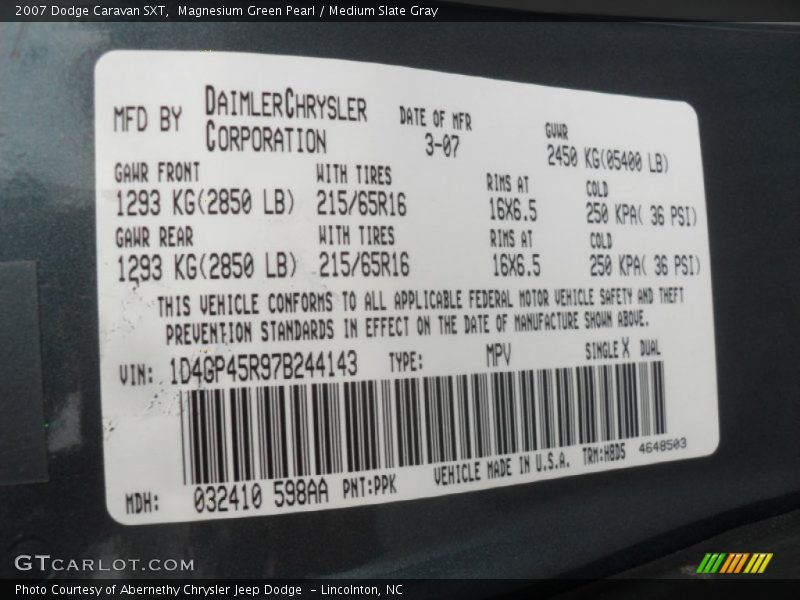 2007 Dodge Caravan SXT, Magnesium Green Pearl / Medium Slate Gray
MFD BY DAIMLERCHRYSLER CORPORATION DATE OF MFR 3-07 GVWR 2450 KG(05400 LB)
GAWR FRONT WITH TIRES RIMS AT COLD
1293 KG(2850 LB) 215/65R16 16X6.5 250 KPA( 36 PSI)
GAWR REAR WITH TIRES RIMS AT COLD
1293 KG(2850 LB) 215/65R16 16X6.5 250 KPA( 36 PSI)
THIS VEHICLE CONFORMS TO ALL APPLICABLE FEDERAL MOTOR VEHICLE SAFETY AND THEFT
PREVENTION STANDARDS IN EFFECT ON THE DATE OF MANUFACTURE SHOWN ABOVE.
VIN: 1D4GP45R97B244143 TYPE: MPV SINGLE X DUAL
MDH: 032410 598AA PNT:PPK VEHICLE MADE IN U.S.A. TRM:H8D5 4648503
GTCARLOT.COM
Photo Courtesy of Abernethy Chrysler Jeep Dodge - Lincolnton, NC